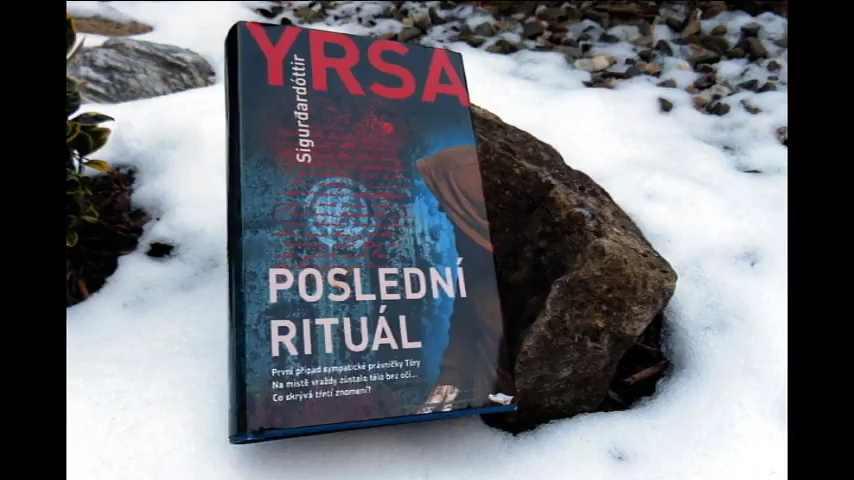 YRSA
Sigurđardóttir
POSLEDNÍ
RITUÁL
První případ sympatické právničky Tóry
Na místě vraždy zůstalo tělo bez očí...
Co skrývá třetí znamení?